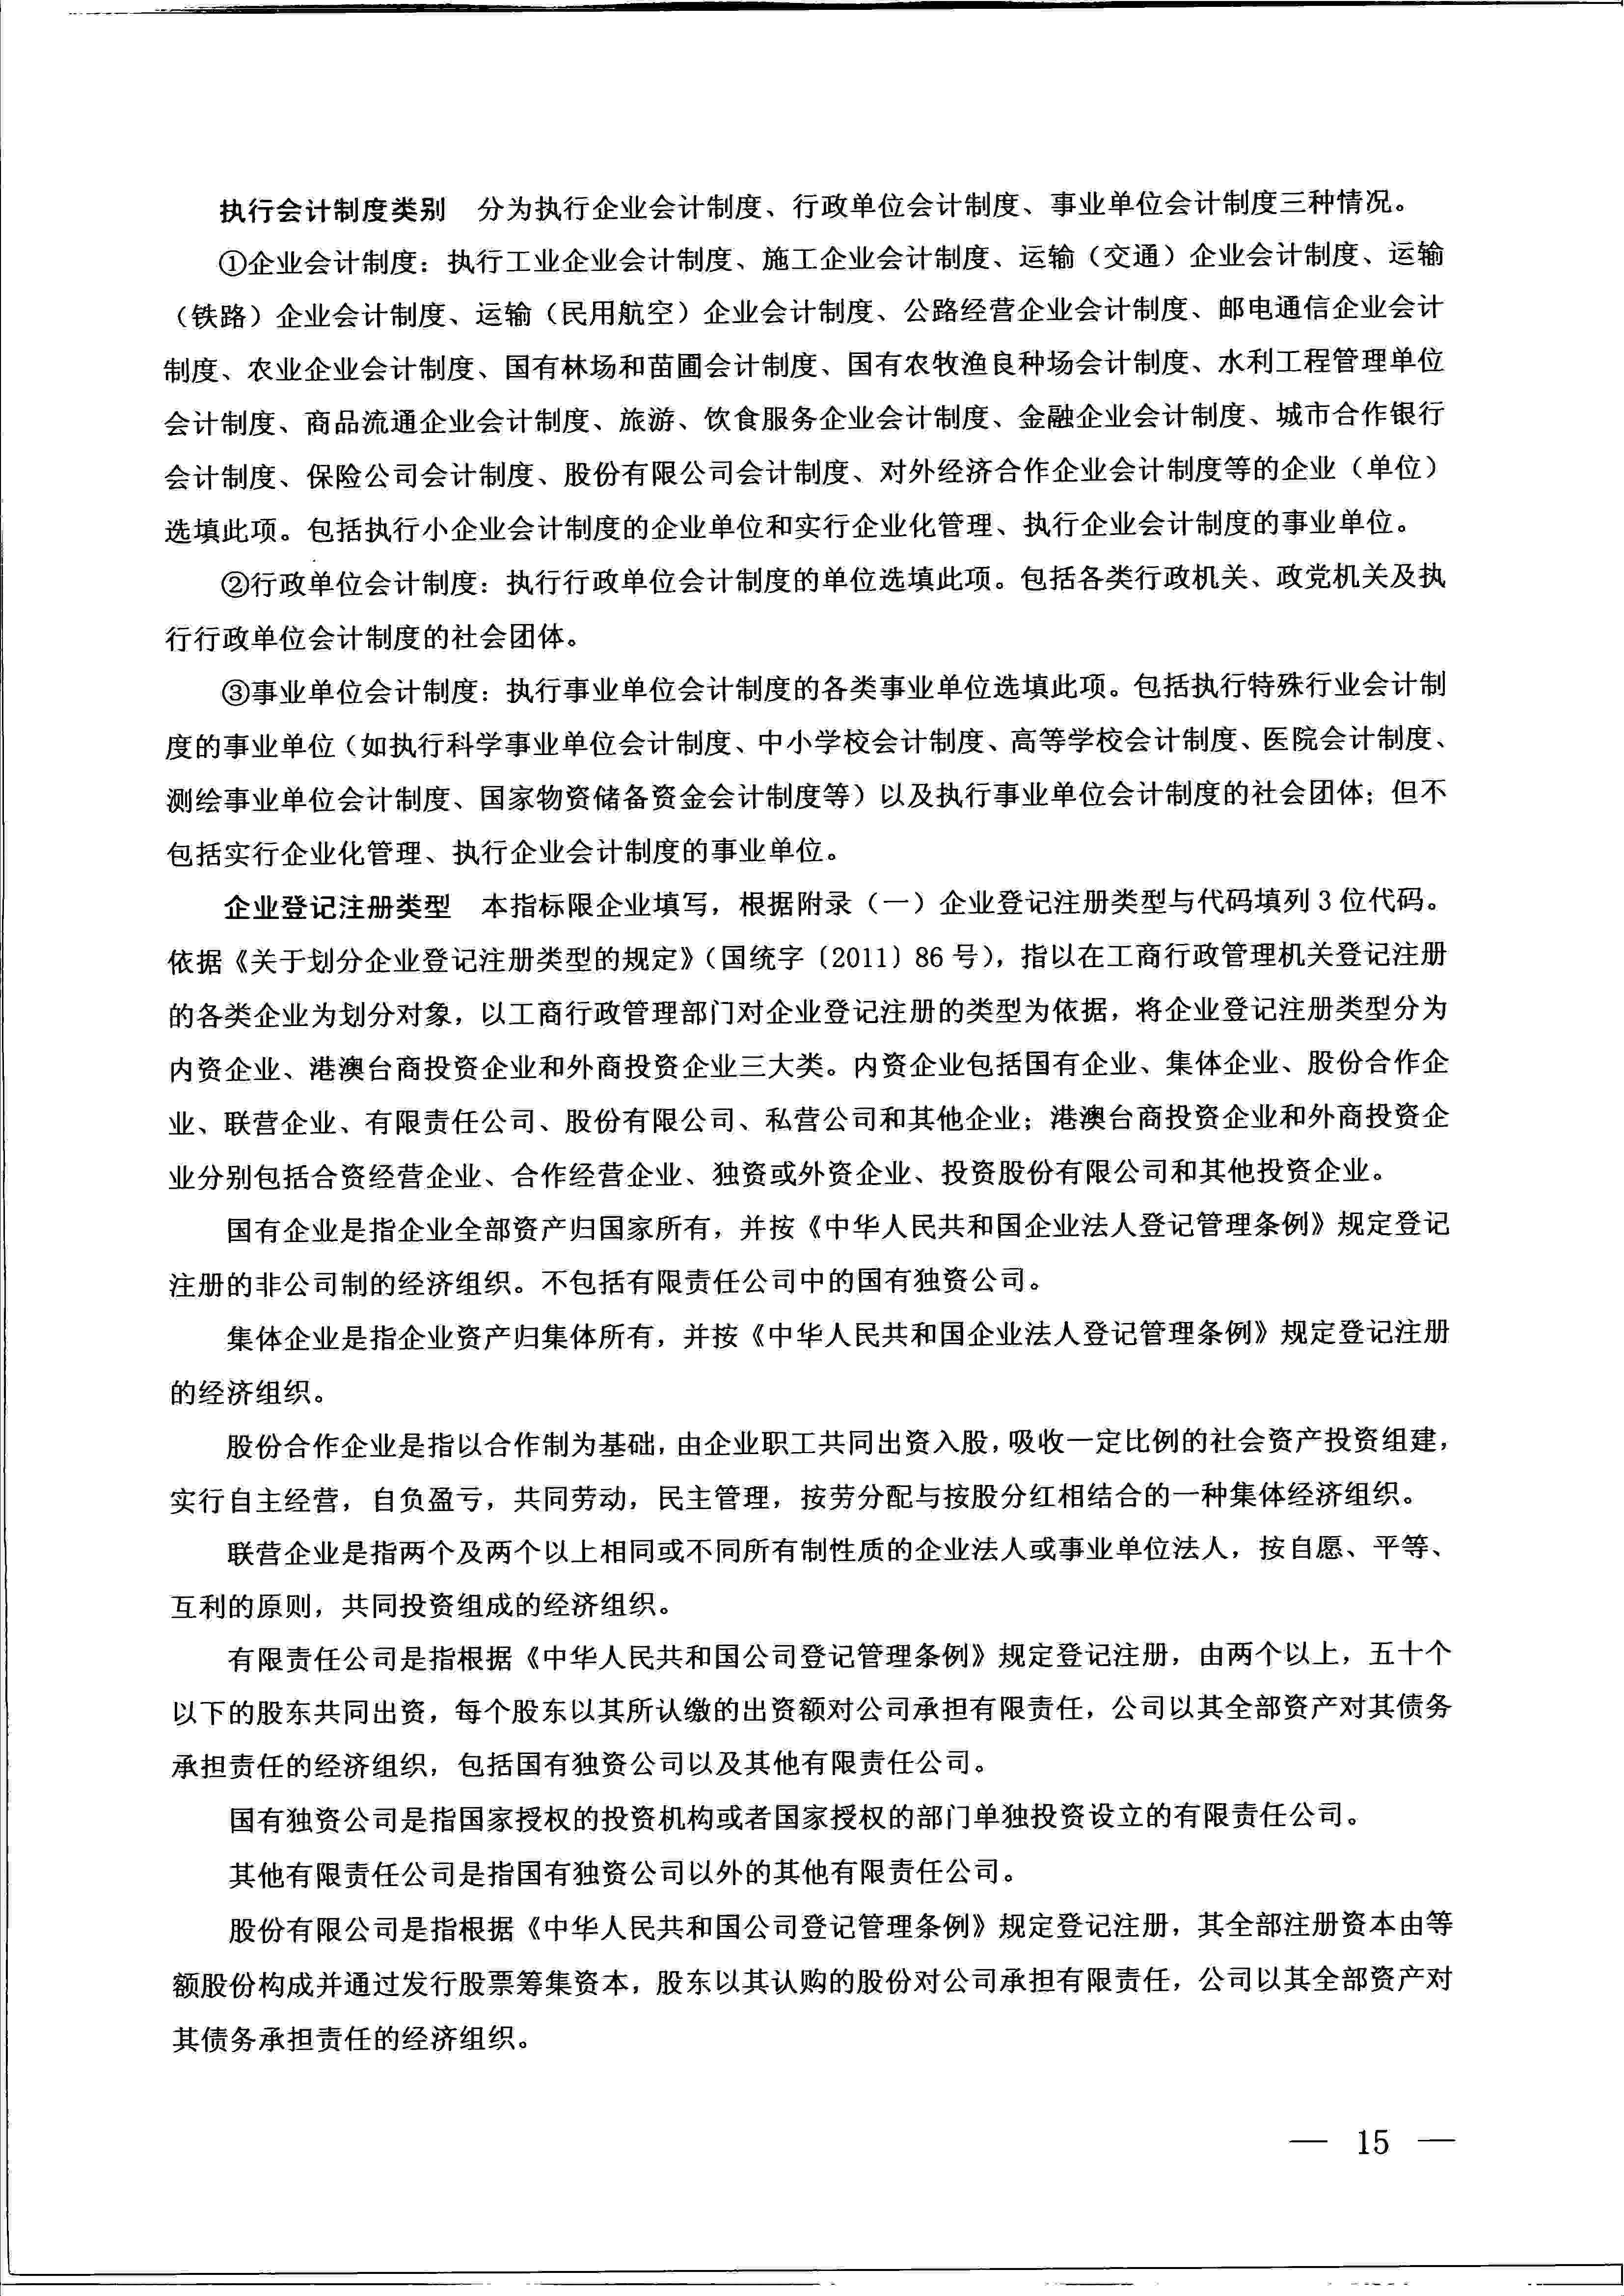 执行会计制度类别　分为执行企业会计制度、行政单位会计制度、事业单位会计制度三种情况。
①企业会计制度：执行工业企业会计制度、施工企业会计制度、运输（交通）企业会计制度、运输
（铁路）企业会计制度、运输（民用航空）企业会计制度、公路经营企业会计制度、邮电通信企业会计
制度、农业企业会计制度、国有林场和苗圃会计制度、国有农牧渔良种场会计制度、水利工程管理单位
会计制度、商品流通企业会计制度、旅游、饮食服务企业会计制度、金融企业会计制度、城市合作银行
会计制度、保险公司会计制度、股份有限公司会计制度、对外经济合作企业会计制度等的企业（单位）
选填此项。包括执行小企业会计制度的企业单位和实行企业化管理、执行企业会计制度的事业单位。
②行政单位会计制度：执行行政单位会计制度的单位选填此项。包括各类行政机关、政党机关及执
行行政单位会计制度的社会团体。
③事业单位会计制度：执行事业单位会计制度的各类事业单位选填此项。包括执行特殊行业会计制
度的事业单位（如执行科学事业单位会计制度、中小学校会计制度、高等学校会计制度、医院会计制度、
测绘事业单位会计制度、国家物资储备资金会计制度等）以及执行事业单位会计制度的社会团体；但不
包括实行企业化管理、执行企业会计制度的事业单位。
企业登记注册类型　本指标限企业填写，根据附录（一）企业登记注册类型与代码填列 3 位代码。
依据《关于划分企业登记注册类型的规定》（国统字〔2011〕86 号），指以在工商行政管理机关登记注册
的各类企业为划分对象，以工商行政管理部门对企业登记注册的类型为依据，将企业登记注册类型分为
内资企业、港澳台商投资企业和外商投资企业三大类。内资企业包括国有企业、集体企业、股份合作企
业、联营企业、有限责任公司、股份有限公司、私营公司和其他企业；港澳台商投资企业和外商投资企
业分别包括合资经营企业、合作经营企业、独资或外资企业、投资股份有限公司和其他投资企业。
国有企业是指企业全部资产归国家所有，并按《中华人民共和国企业法人登记管理条例》规定登记
注册的非公司制的经济组织。不包括有限责任公司中的国有独资公司。
集体企业是指企业资产归集体所有，并按《中华人民共和国企业法人登记管理条例》规定登记注册
的经济组织。
股份合作企业是指以合作制为基础，由企业职工共同出资入股，吸收一定比例的社会资产投资组建，
实行自主经营，自负盈亏，共同劳动，民主管理，按劳分配与按股分红相结合的一种集体经济组织。
联营企业是指两个及两个以上相同或不同所有制性质的企业法人或事业单位法人，按自愿、平等、
互利的原则，共同投资组成的经济组织。
有限责任公司是指根据《中华人民共和国公司登记管理条例》规定登记注册，由两个以上，五十个
以下的股东共同出资，每个股东以其所认缴的出资额对公司承担有限责任，公司以其全部资产对其债务
承担责任的经济组织，包括国有独资公司以及其他有限责任公司。
国有独资公司是指国家授权的投资机构或者国家授权的部门单独投资设立的有限责任公司。
其他有限责任公司是指国有独资公司以外的其他有限责任公司。
股份有限公司是指根据《中华人民共和国公司登记管理条例》规定登记注册，其全部注册资本由等
额股份构成并通过发行股票筹集资本，股东以其认购的股份对公司承担有限责任，公司以其全部资产对
其债务承担责任的经济组织。
— 15 —